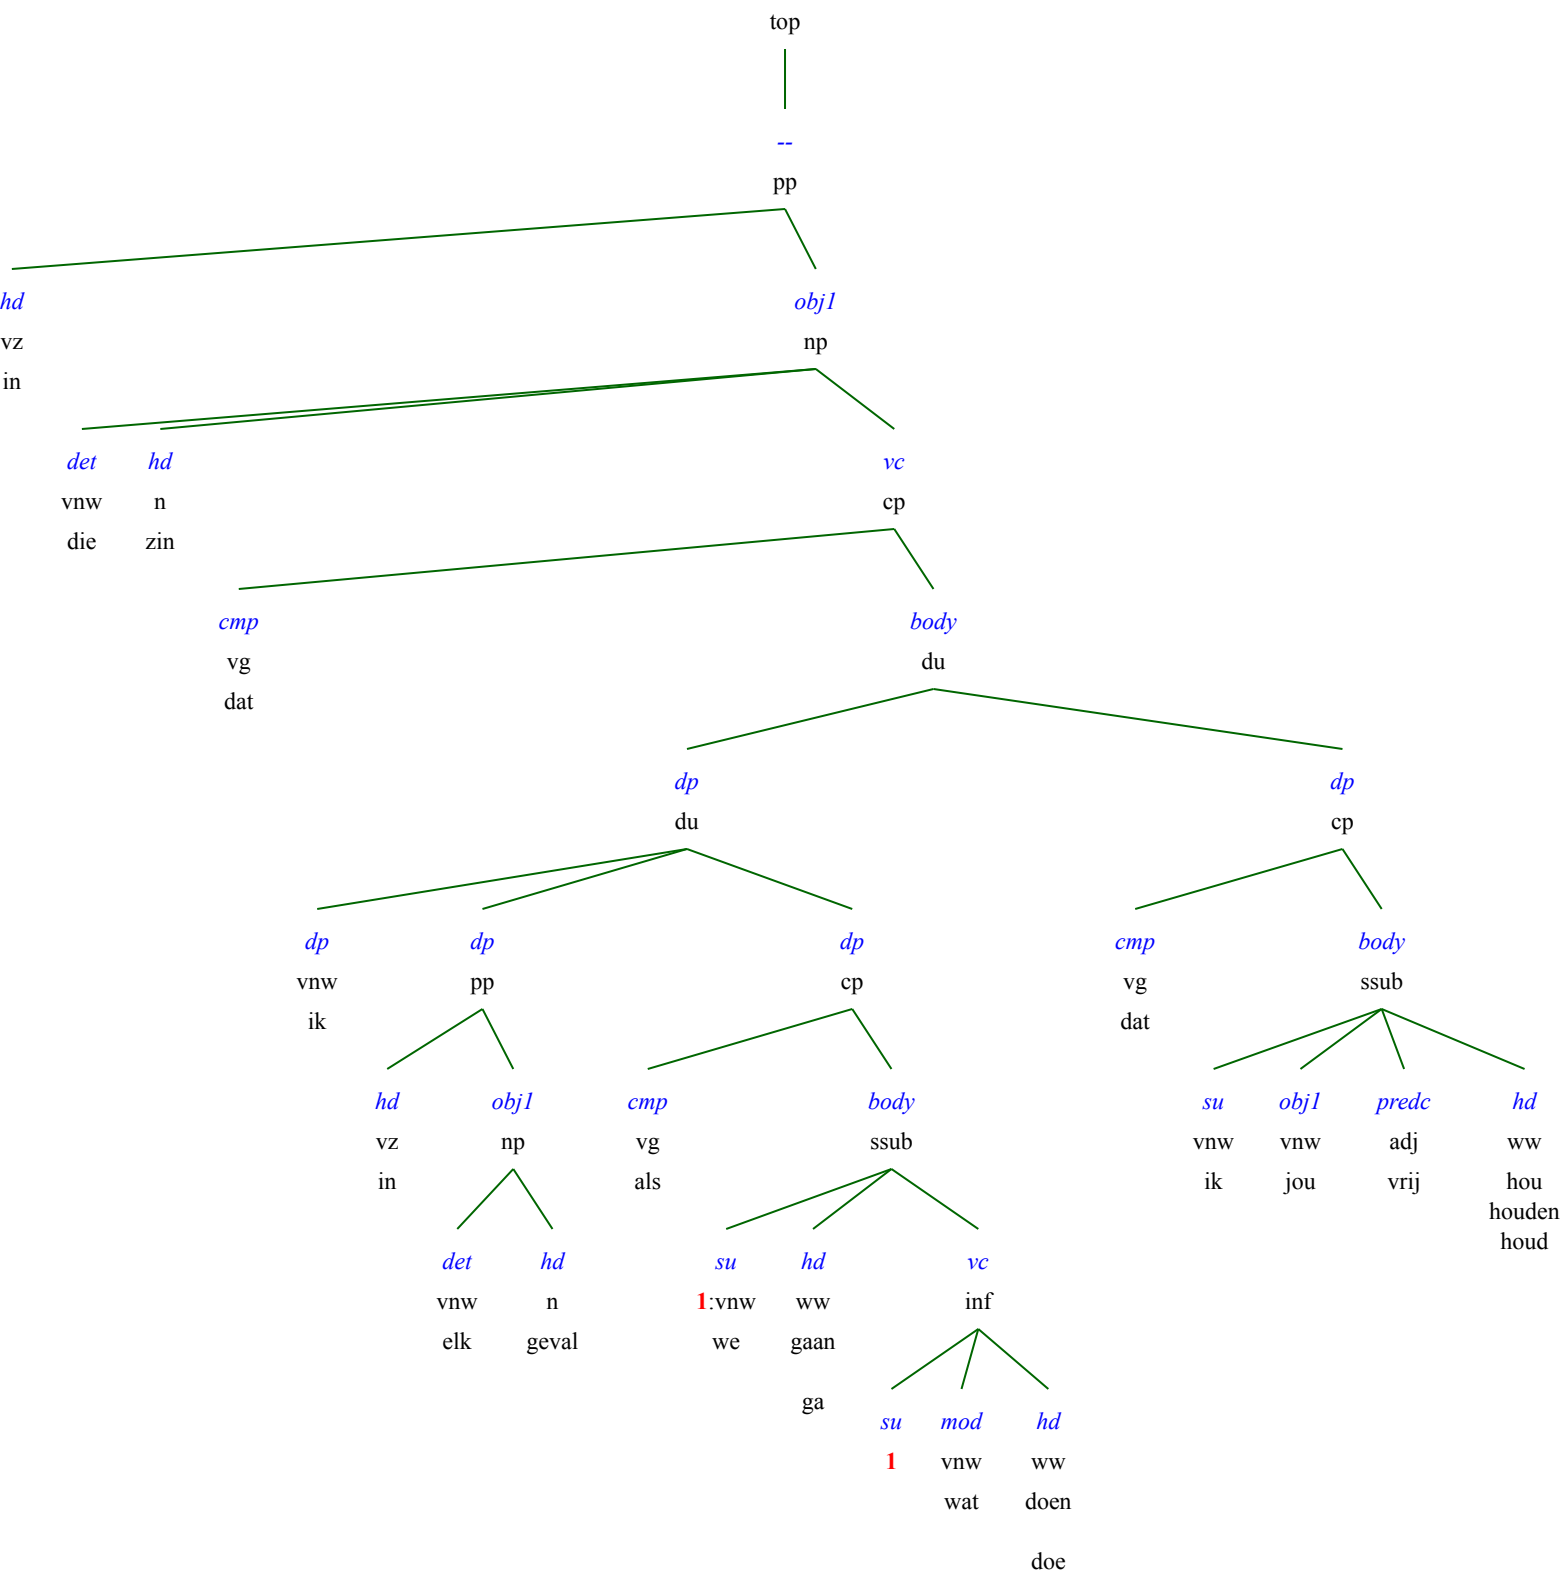 top
--
pp
hd obj1
vz np
in
det hd vc
vnw n cp
die zin
cmp body
vg du
dat
dp dp
du cp
dp dp dp cmp body
vnw pp cp vg ssub
ik dat
hd obj1 cmp body su obj1 predc hd
vz np vg ssub vnw vnw adj ww
in als ik jou vrij hou
houden
houd
det hd su hd vc
vnw n 1:vnw ww inf
elk geval we gaan
ga
su mod hd
1 vnw ww
wat doen
doe